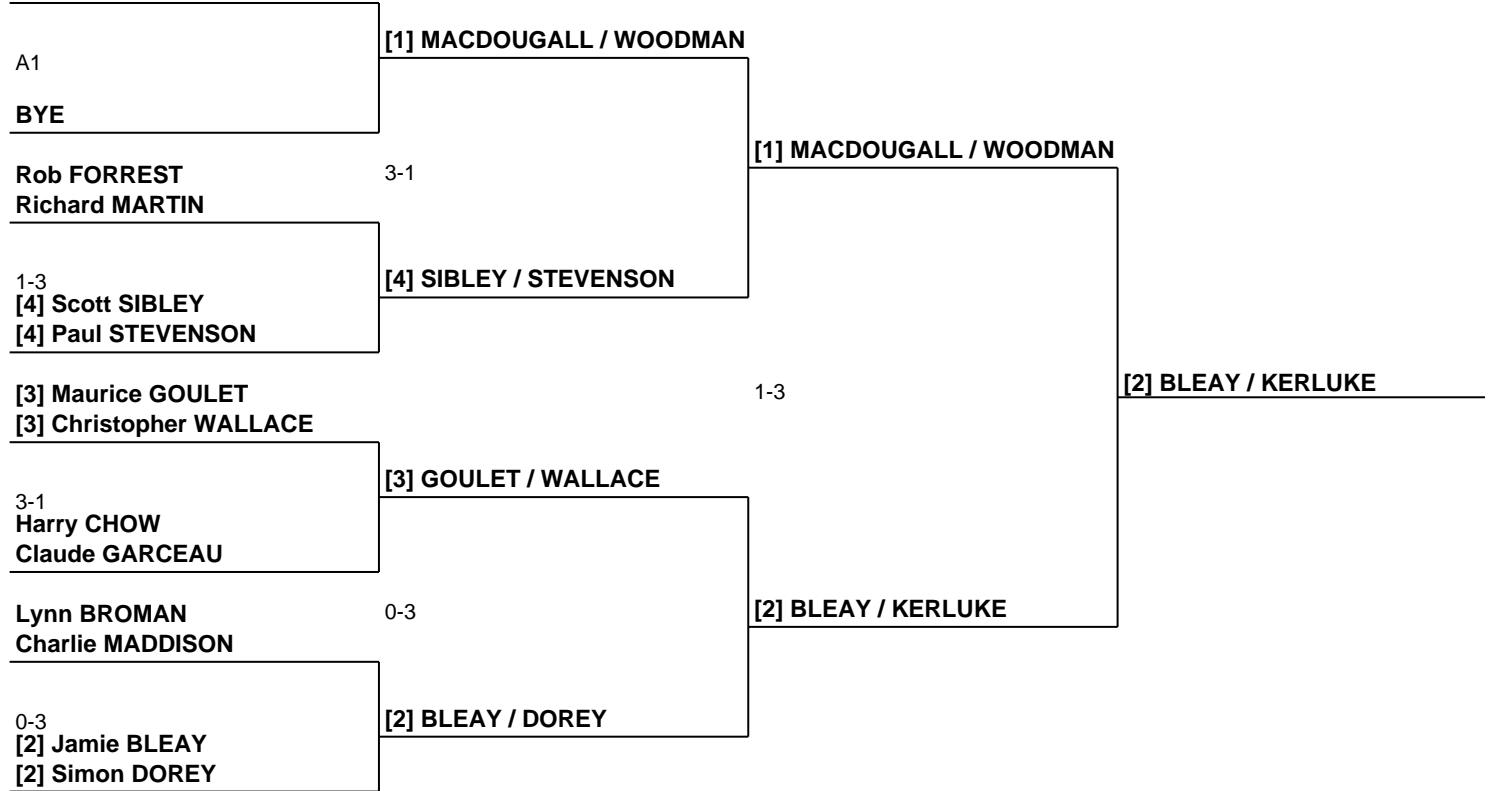 [1] MACDOUGALL / WOODMAN
A1
BYE
[1] MACDOUGALL / WOODMAN
Rob FORREST
3-1
Richard MARTIN
1-3
[4] SIBLEY / STEVENSON
[4] Scott SIBLEY
[4] Paul STEVENSON
[3] Maurice GOULET
1-3
[2] BLEAY / KERLUKE
[3] Christopher WALLACE
[3] GOULET / WALLACE
3-1
Harry CHOW
Claude GARCEAU
Lynn BROMAN
0-3
[2] BLEAY / KERLUKE
Charlie MADDISON
0-3
[2] BLEAY / DOREY
[2] Jamie BLEAY
[2] Simon DOREY